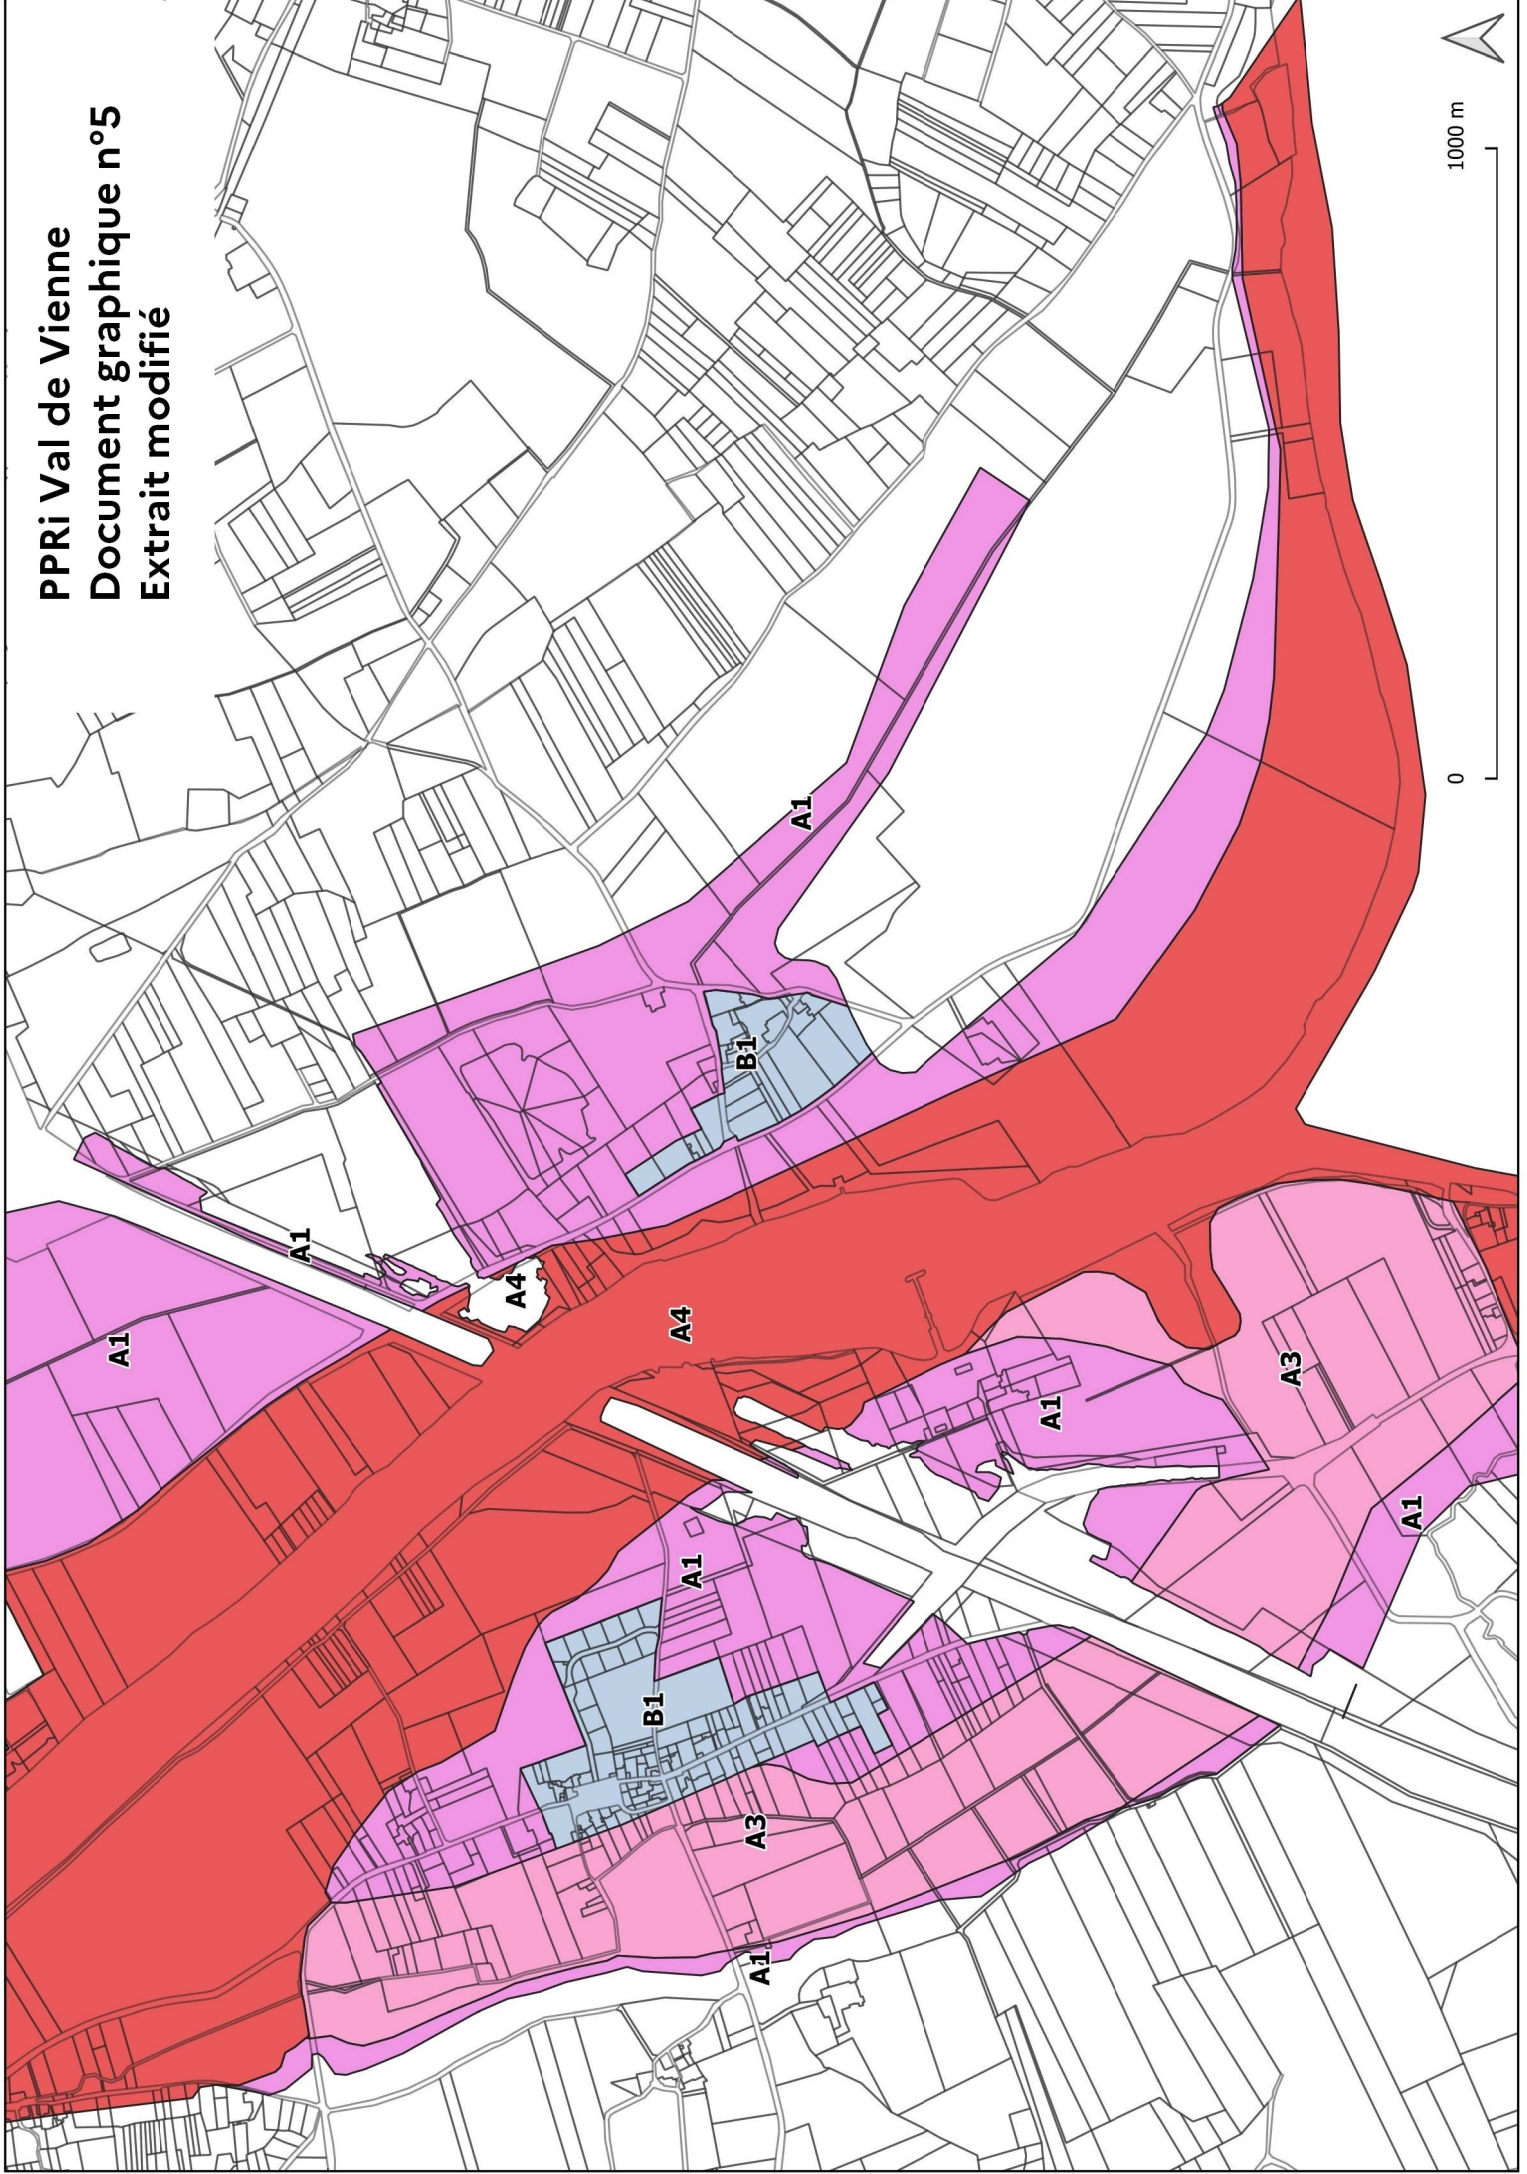 PPRi Val de Vienne
Document graphique n°5
Extrait modifié
A1
A1
A4
B1
A4
A1
B1
A3
A1
A1
A1
A3
A1
0
1000 m